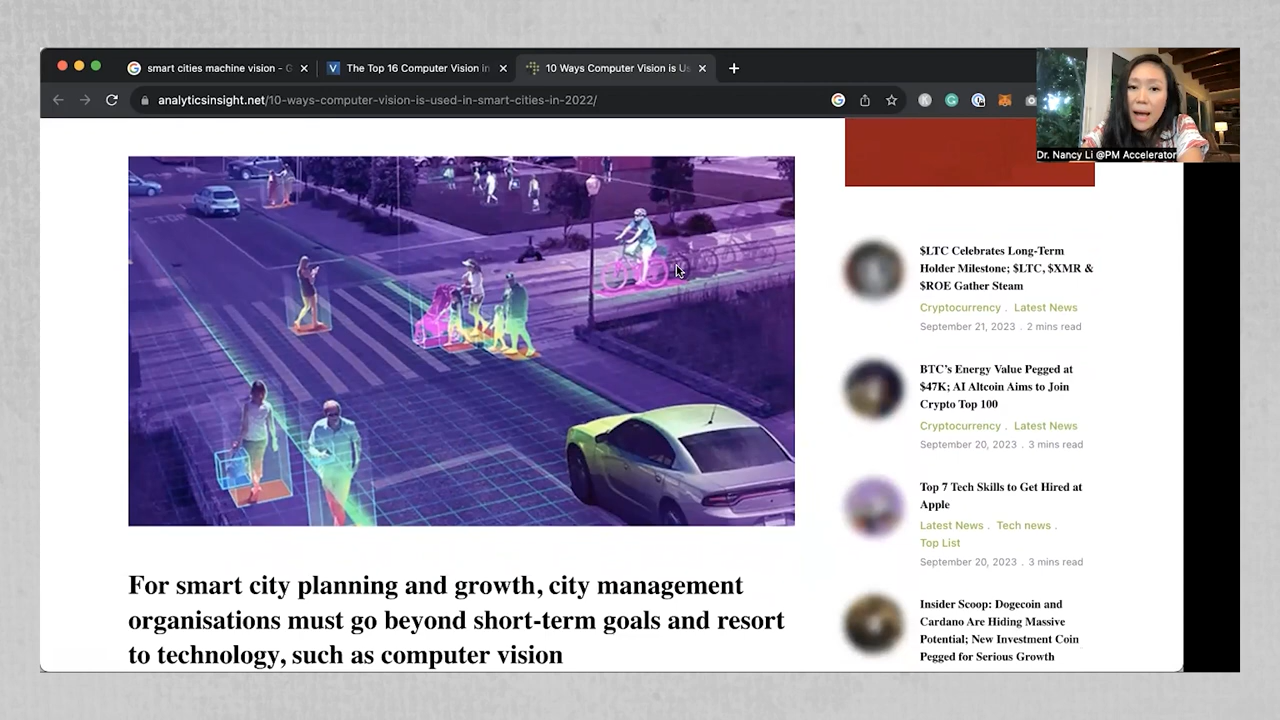 smart cities machine vision - G
The Top 16 Computer Vision in
10 Ways Computer Vision is Us
analyticsinsight.net/10-ways-computer-vision-is-used-in-smart-cities-in-2022/
Dr. Nancy Li @PM Accelerator
STOP
$LTC Celebrates Long-Term
Holder Milestone; $LTC, $XMR &
$ROE Gather Steam
Cryptocurrency . Latest News
September 21, 2023 . 2 mins read
BTC's Energy Value Pegged at
$47K; AI Altcoin Aims to Join
Crypto Top 100
Cryptocurrency . Latest News
September 20, 2023 . 3 mins read
Top 7 Tech Skills to Get Hired at
Apple
Latest News . Tech news .
Top List
September 20, 2023 . 3 mins read
Insider Scoop: Dogecoin and
Cardano Are Hiding Massive
Potential; New Investment Coin
Pegged for Serious Growth
For smart city planning and growth, city management
organisations must go beyond short-term goals and resort
to technology, such as computer vision